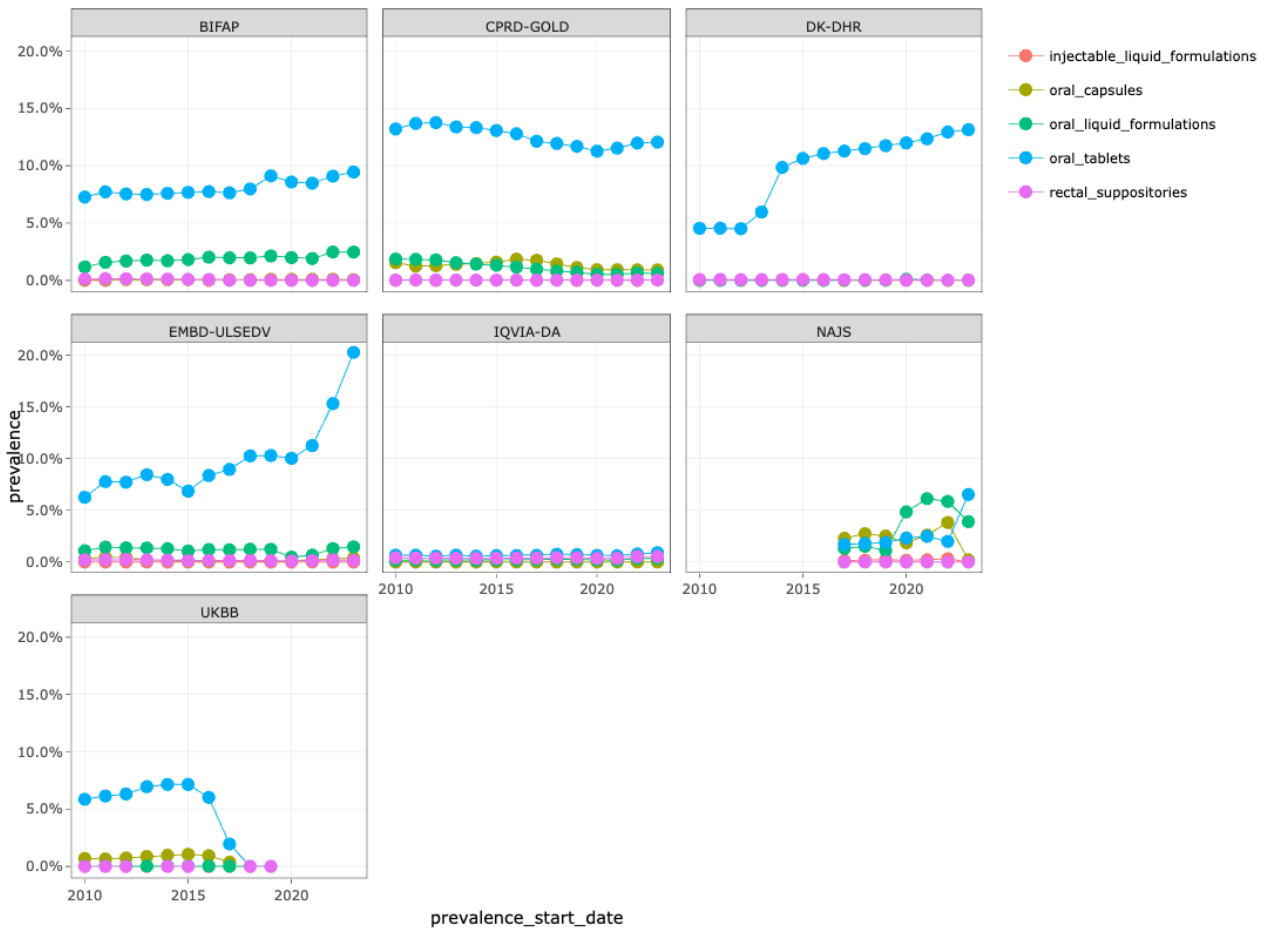 BIFAP
CPRD-GOLD
DK-DHR
20.0%
15.0%
10.0%
5.0%
0.0%
injectable_liquid_formulations
oral_capsules
oral_liquid_formulations
oral_tablets
rectal_suppositories
EMBD-ULSEDV
IQVIA-DA
NAJS
20.0%
15.0%
10.0%
5.0%
0.0%
prevalence
2010 2015 2020
2010 2015 2020
UKBB
20.0%
15.0%
10.0%
5.0%
0.0%
2010 2015 2020
prevalence_start_date